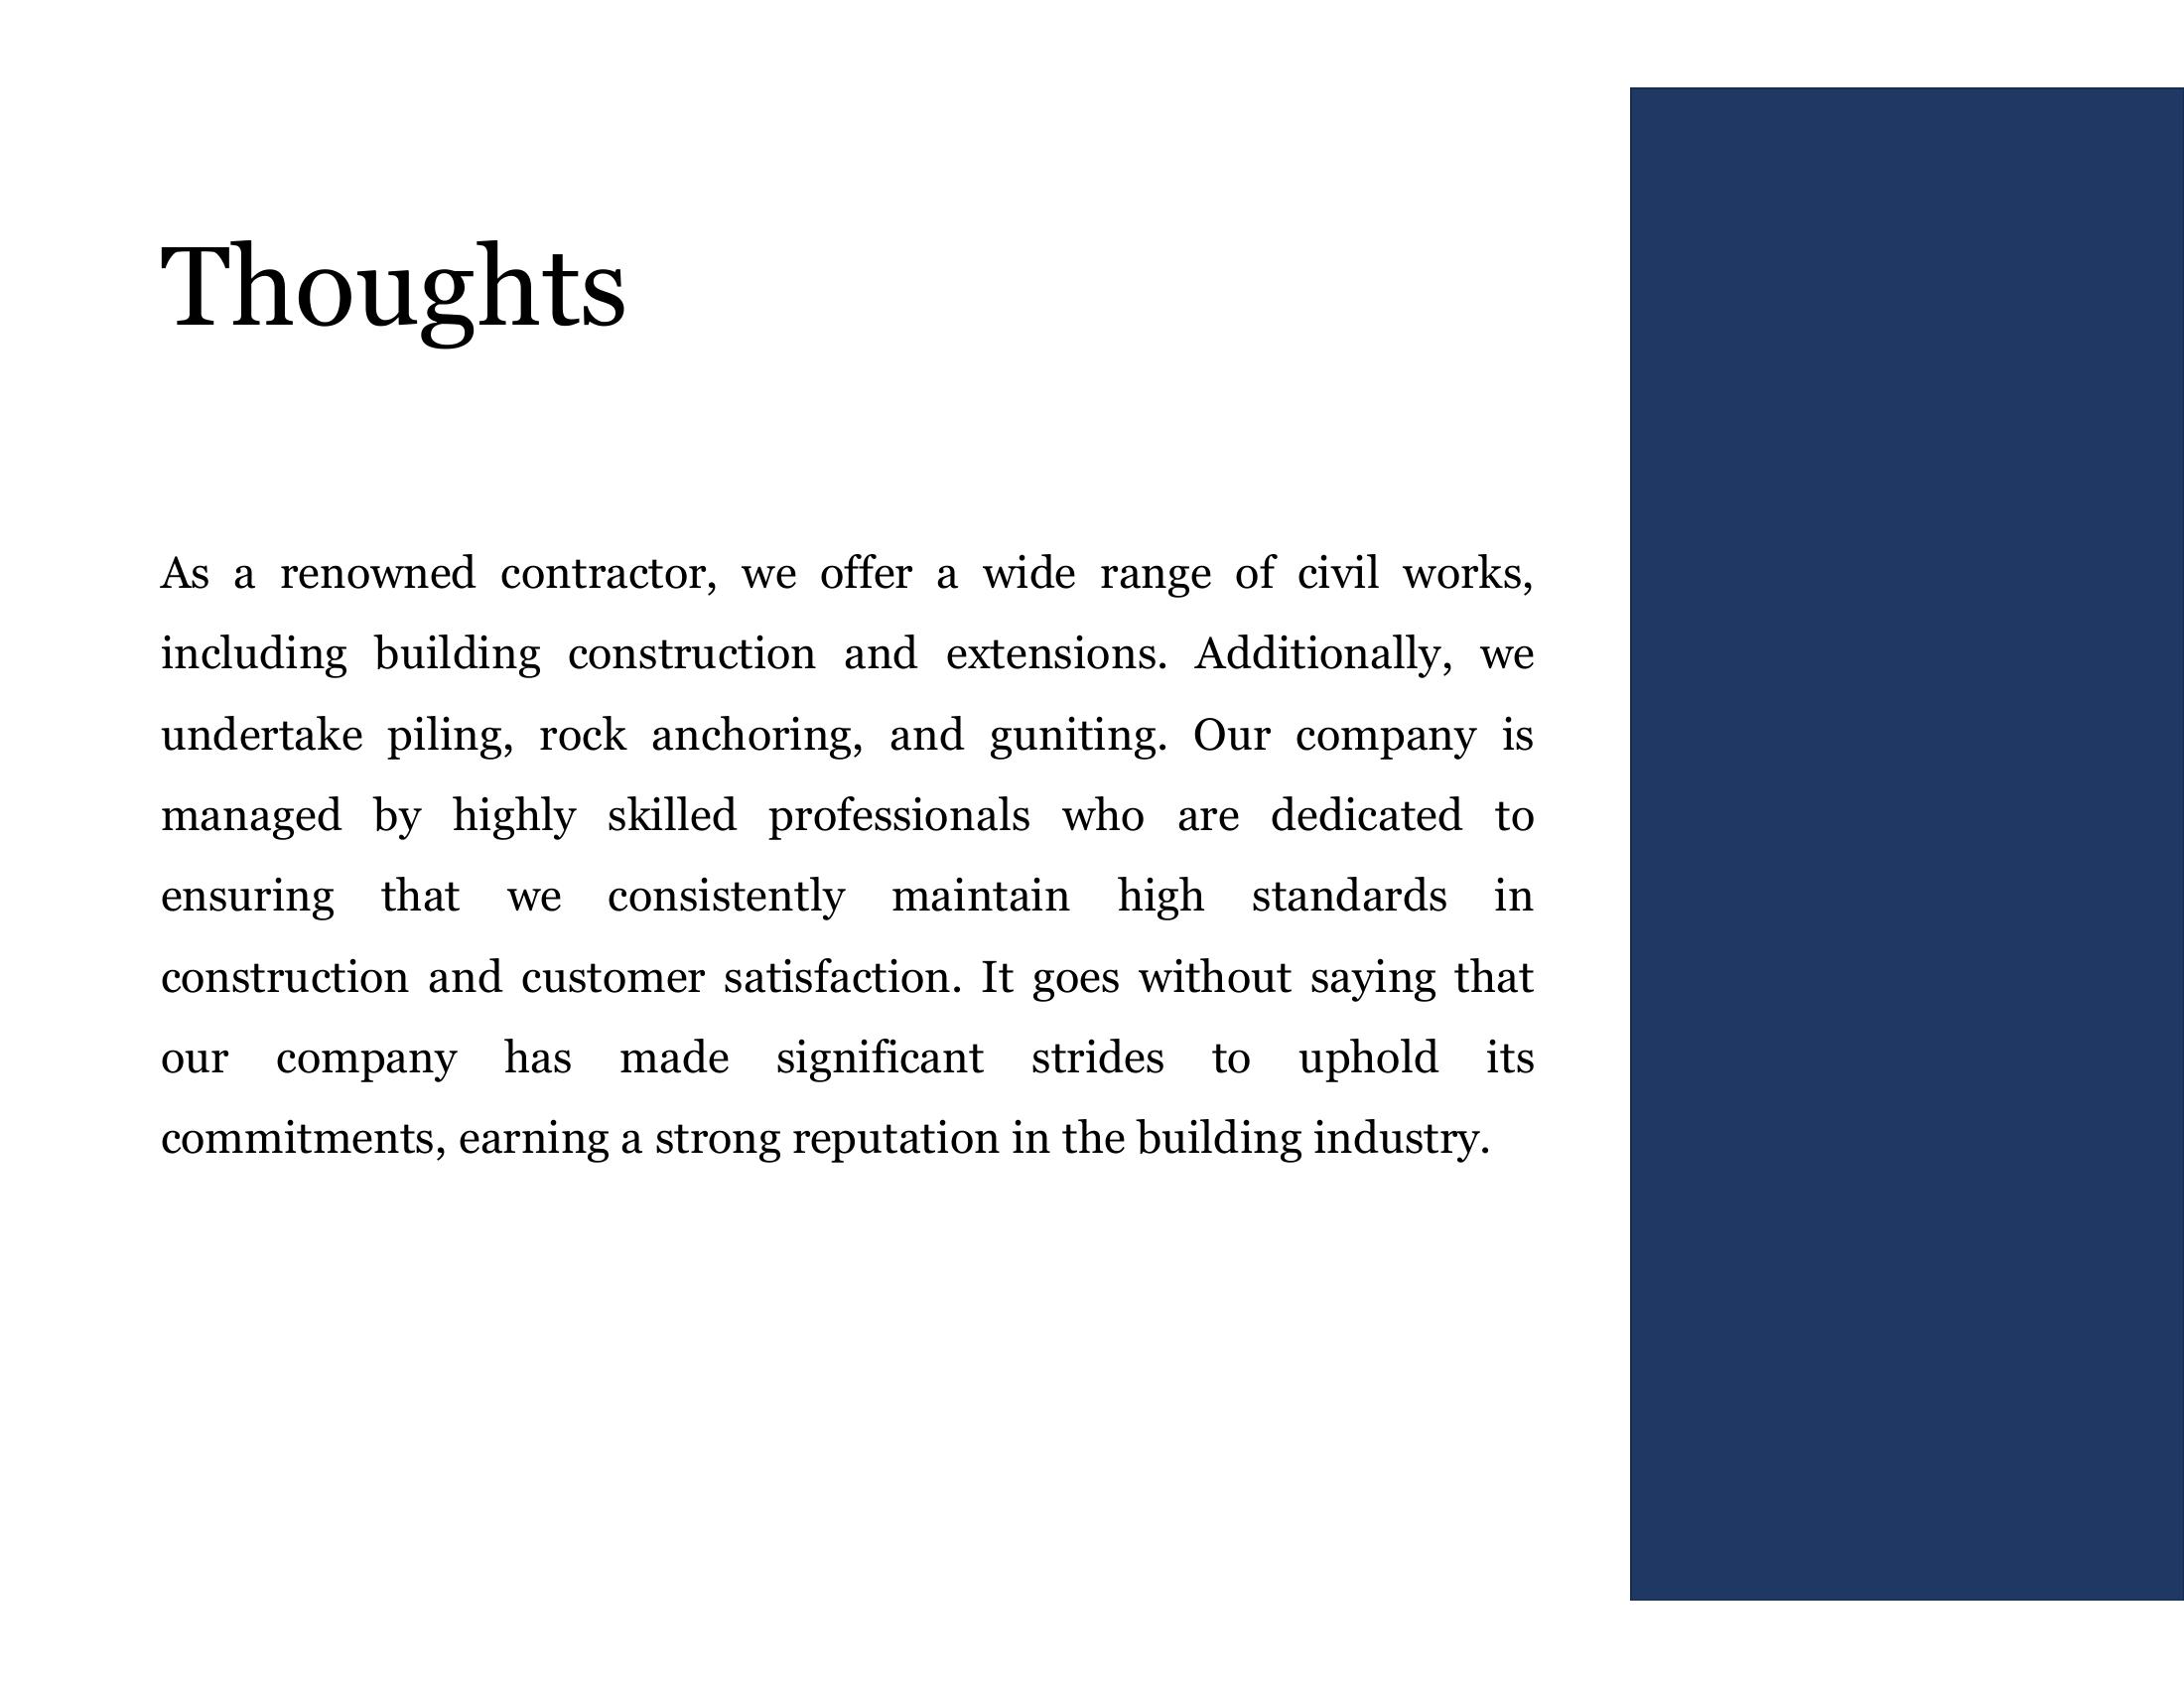 Thoughts
As a renowned contractor, we offer a wide range of civil works,
including building construction and extensions. Additionally, we
undertake piling, rock anchoring, and guniting. Our company is
managed by highly skilled professionals who are dedicated to
ensuring that we consistently maintain high standards in
construction and customer satisfaction. It goes without saying that
our company has made significant strides to uphold its
commitments, earning a strong reputation in the building industry.